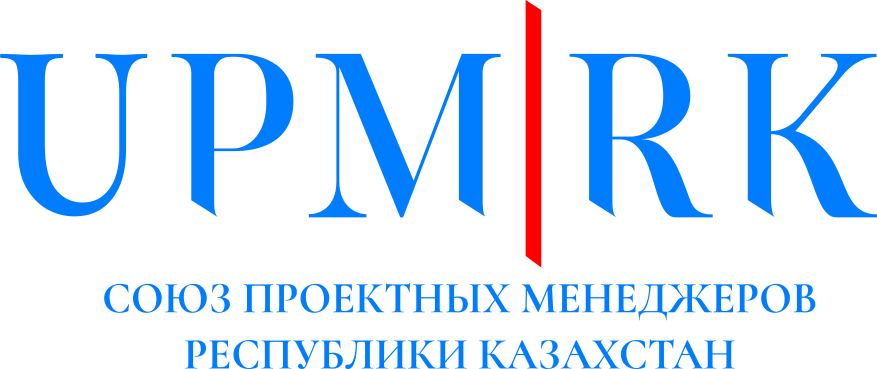 UPM|RK
СОЮЗ ПРОЕКТНЫХ МЕНЕДЖЕРОВ
РЕСПУБЛИКИ КАЗАХСТАН